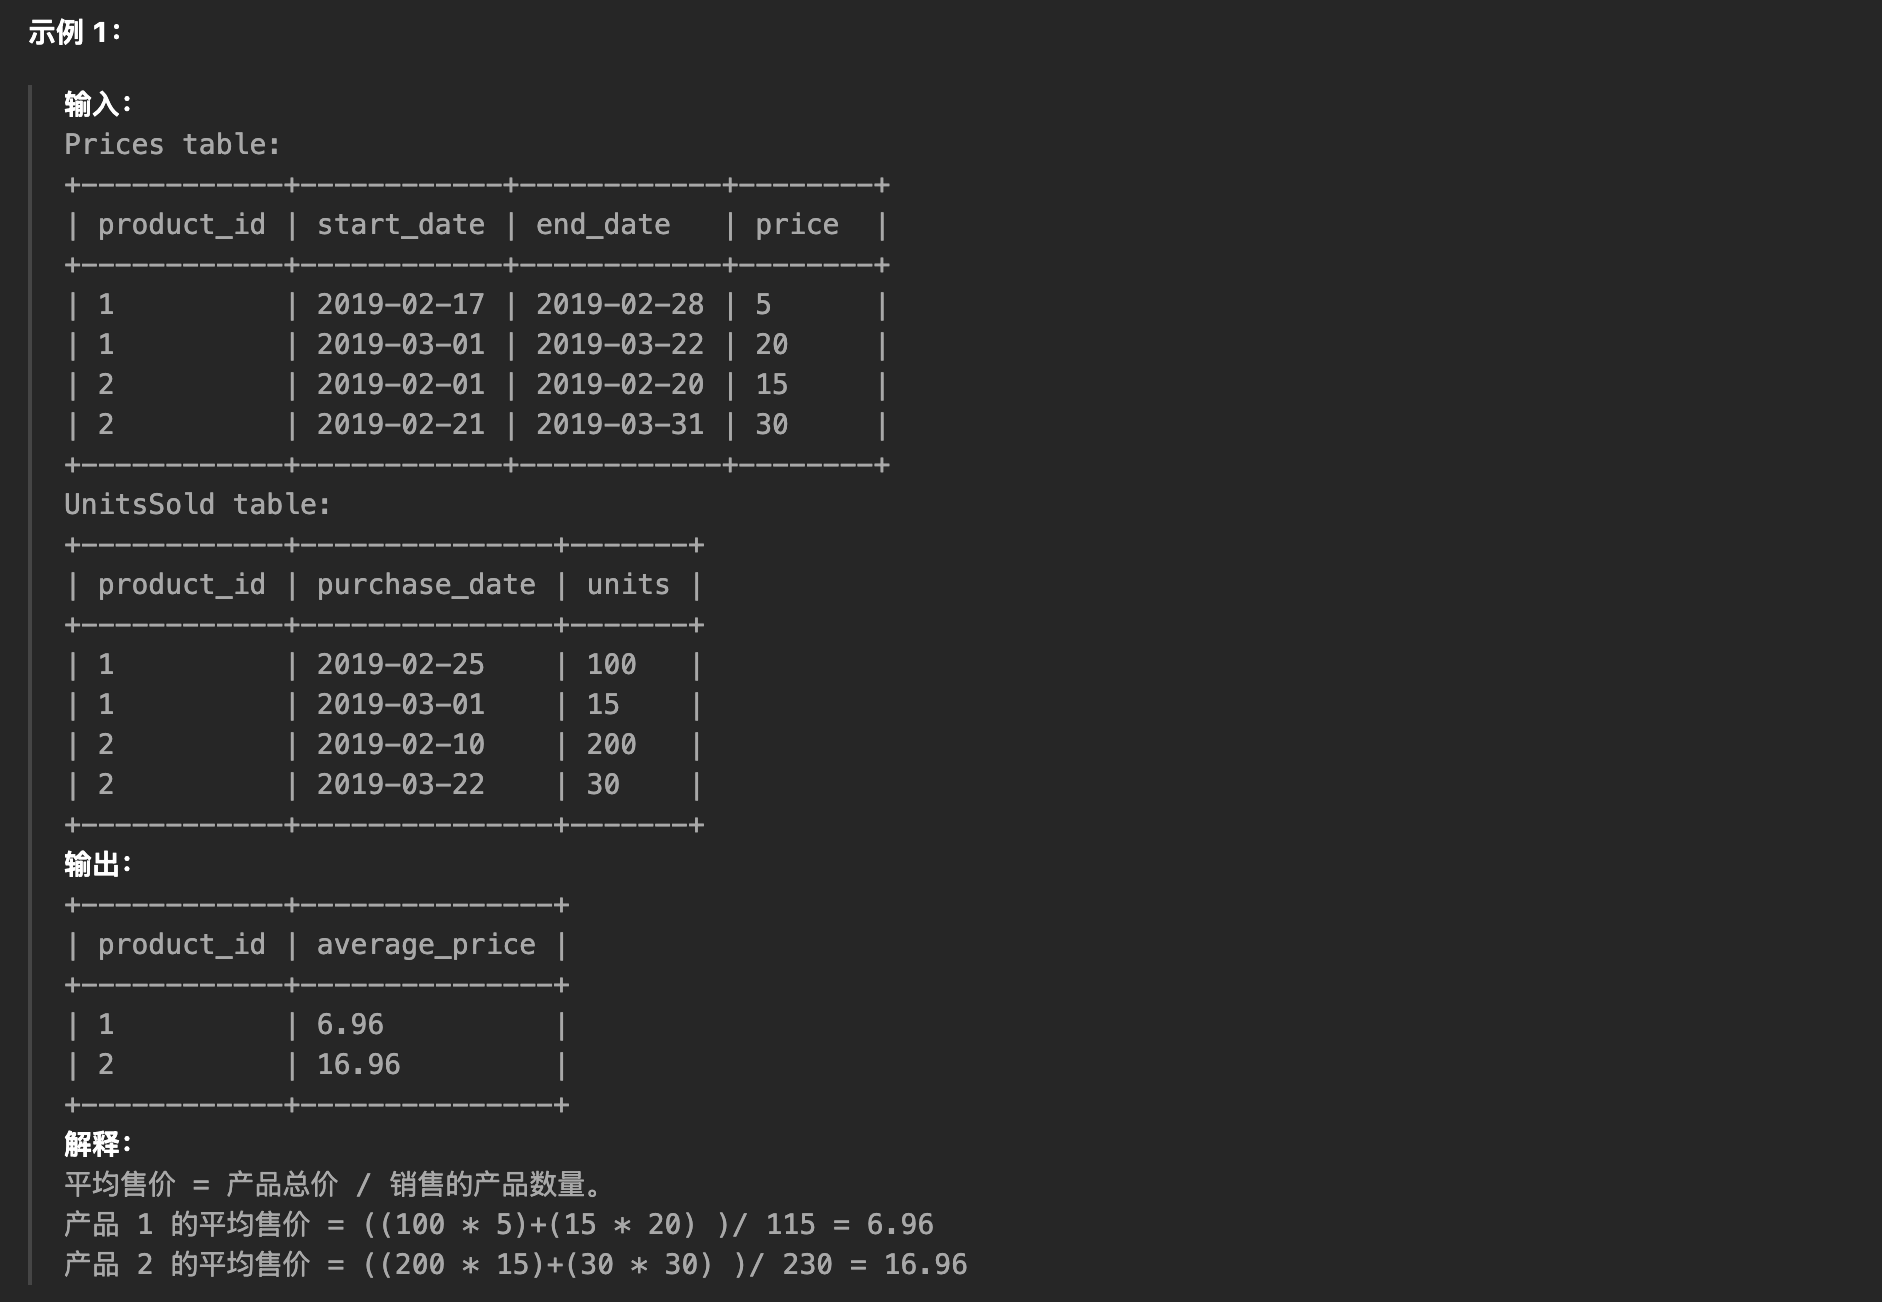 示例 1：
输入：
Prices table:
+------------+------------+------------+--------+
| product_id | start_date | end_date   | price  |
+------------+------------+------------+--------+
| 1          | 2019-02-17 | 2019-02-28 | 5      |
| 1          | 2019-03-01 | 2019-03-22 | 20     |
| 2          | 2019-02-01 | 2019-02-20 | 15     |
| 2          | 2019-02-21 | 2019-03-31 | 30     |
+------------+------------+------------+--------+
UnitsSold table:
+------------+---------------+-------+
| product_id | purchase_date | units |
+------------+---------------+-------+
| 1          | 2019-02-25    | 100   |
| 1          | 2019-03-01    | 15    |
| 2          | 2019-02-10    | 200   |
| 2          | 2019-03-22    | 30    |
+------------+---------------+-------+
输出：
+------------+---------------+
| product_id | average_price |
+------------+---------------+
| 1          | 6.96          |
| 2          | 16.96         |
+------------+---------------+
解释：
平均售价 = 产品总价 / 销售的产品数量。
产品 1 的平均售价 = ((100 * 5)+(15 * 20) )/ 115 = 6.96
产品 2 的平均售价 = ((200 * 15)+(30 * 30) )/ 230 = 16.96